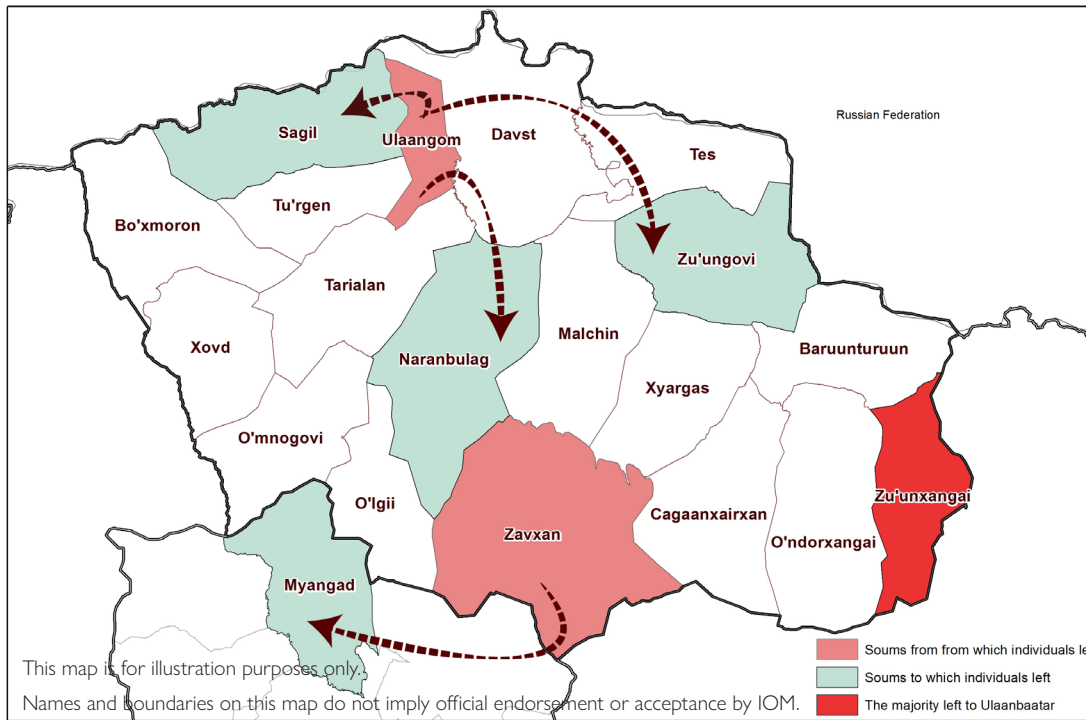 Russian Federation
Sagil
Ulaangom
Davst
Tes
Tu'rgen
Bo'xmoron
Zu'ungovi
Tarialan
Malchin
Baruunturuun
Xovd
Naranbulag
Xyargas
O'mnogovi
Zu'unxangai
O'lgii
Cagaanxairxan
Zavxan
O'ndorxangai
Myangad
Soums from from which individuals le
Soums to which individuals left
The majority left to Ulaanbaatar
This map is for illustration purposes only.
Names and boundaries on this map do not imply official endorsement or acceptance by IOM.